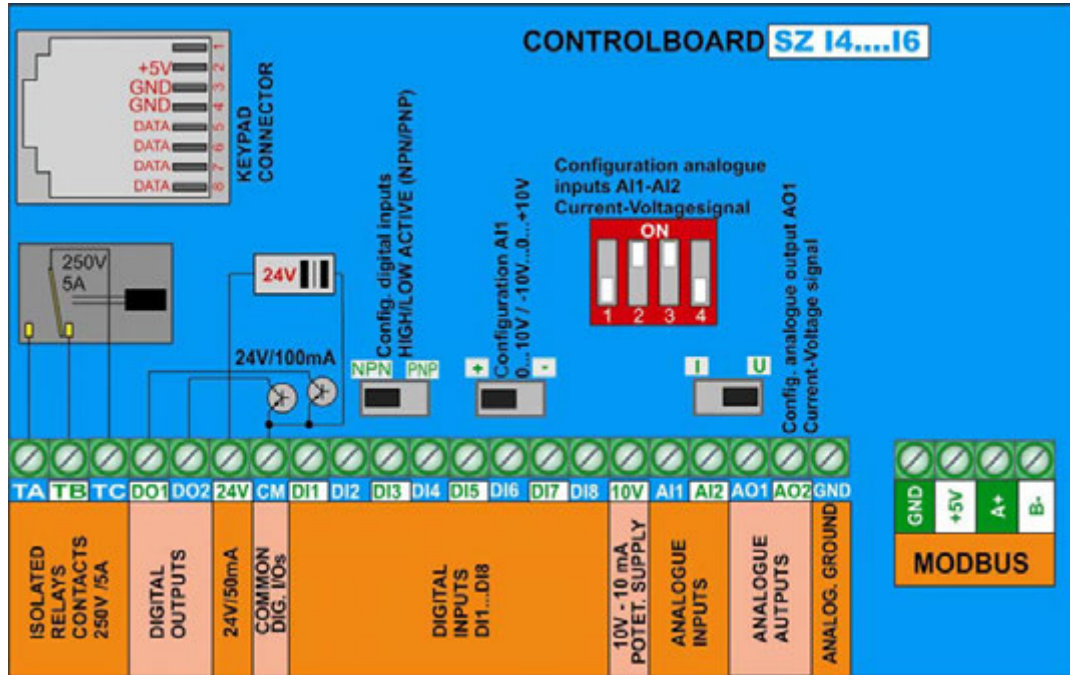 CONTROLBOARD SZ I4....I6
1
+5V 2
GND 3
GND 4
DATA 5
DATA 6
DATA 7
DATA 8
KEYPAD
CONNECTOR
250V
5A
24V
24V/100mA
Config. digital inputs
HIGH/LOW ACTIVE (NPN/PNP)
NPN PNP
Configuration AI1
0...10V / -10V...0...+10V
+ -
Configuration analogue
inputs AI1-AI2
Current-Voltagesignal
ON
1 2 3 4
I U
Config. analogue output AO1
Current-Voltage signal
TA TB TC DO1 DO2 24V CM DI1 DI2 DI3 DI4 DI5 DI6 DI7 DI8 10V AI1 AI2 AO1 AO2 GND
ISOLATED
RELAYS
CONTACTS
250V /5A
DIGITAL
OUTPUTS
24V/50mA
COMMON
DIG. I/Os
DIGITAL
INPUTS
DI1...DI8
10V - 10 mA
POTET. SUPPLY
ANALOGUE
INPUTS
ANALOGUE
AUTPUTS
ANALOG. GROUND
GND +5V A+ B-
MODBUS